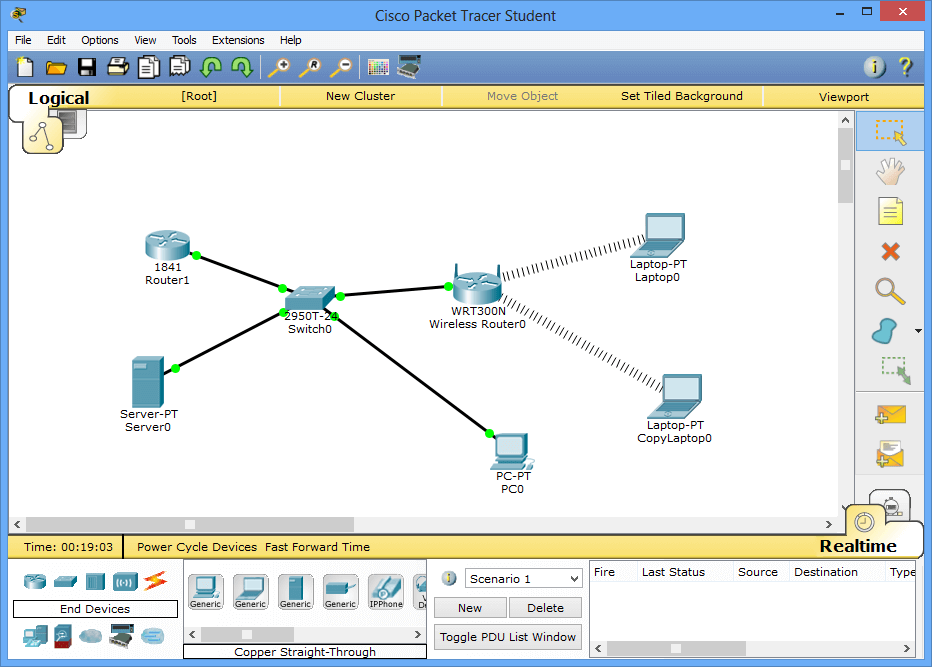 Cisco Packet Tracer Student
File Edit Options View Tools Extensions Help
Logical [Root] New Cluster Move Object Set Tiled Background Viewport
Laptop-PT
Laptop0
1841
Router1
WRT300N
Wireless Router0
2950T-24
Switch0
Server-PT
Server0
Laptop-PT
CopyLaptop0
PC-PT
PC0
Realtime
Time: 00:19:03 Power Cycle Devices Fast Forward Time
Fire Last Status Source Destination Type
Scenario 1
Generic Generic Generic Generic IPPhone
End Devices New Delete
Toggle PDU List Window
Copper Straight-Through